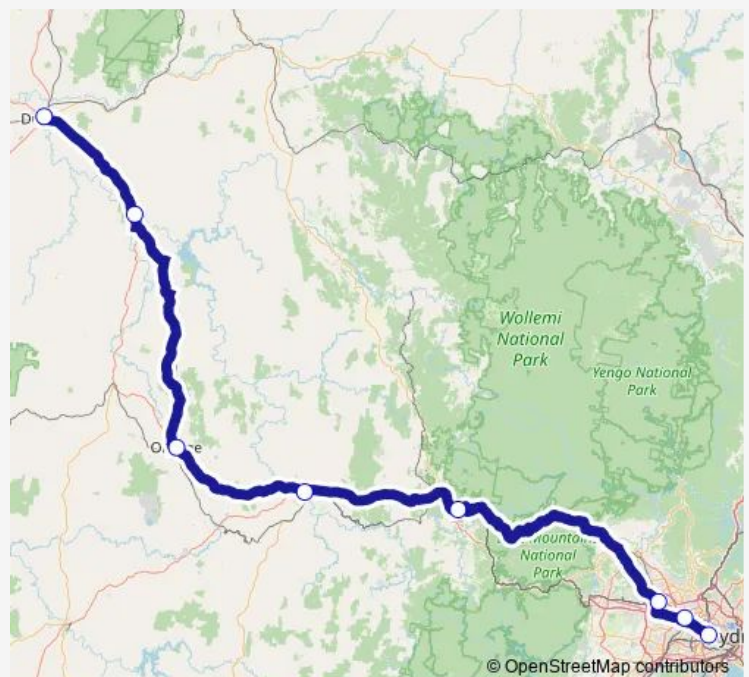 Wollemi
National
Park
Yengo National
Park
National
Park
© OpenStreetMap contributors